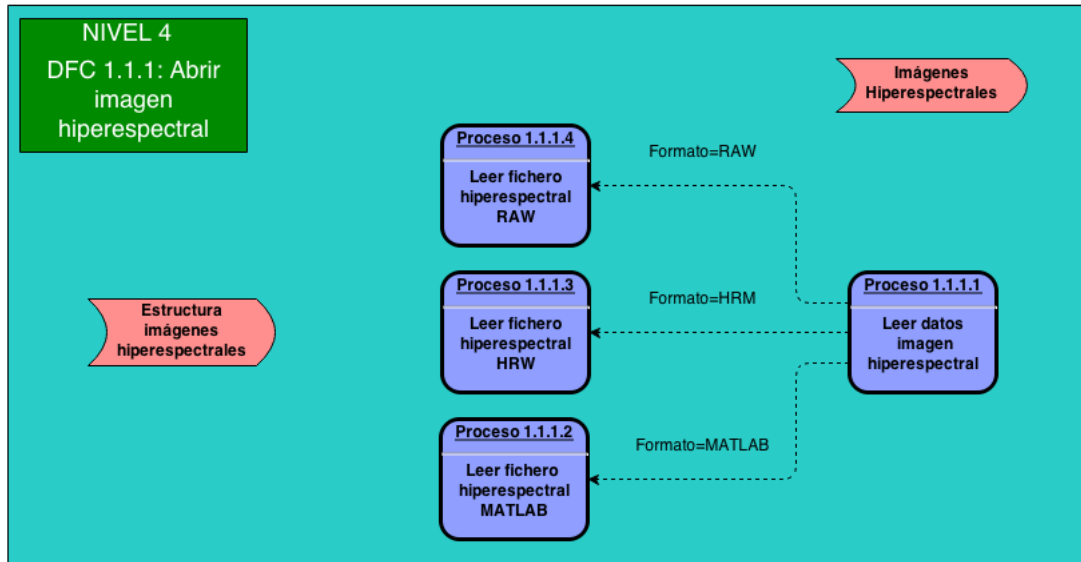 NIVEL 4
DFC 1.1.1: Abrir
imagen
hiperespectral
Imágenes
Hiperespectrales
Proceso 1.1.1.4
Leer fichero
hiperespectral
RAW
Formato=RAW
Proceso 1.1.1.3
Leer fichero
hiperespectral
HRW
Formato=HRM
Proceso 1.1.1.1
Leer datos
imagen
hiperespectral
Estructura
imágenes
hiperespectrales
Proceso 1.1.1.2
Leer fichero
hiperespectral
MATLAB
Formato=MATLAB